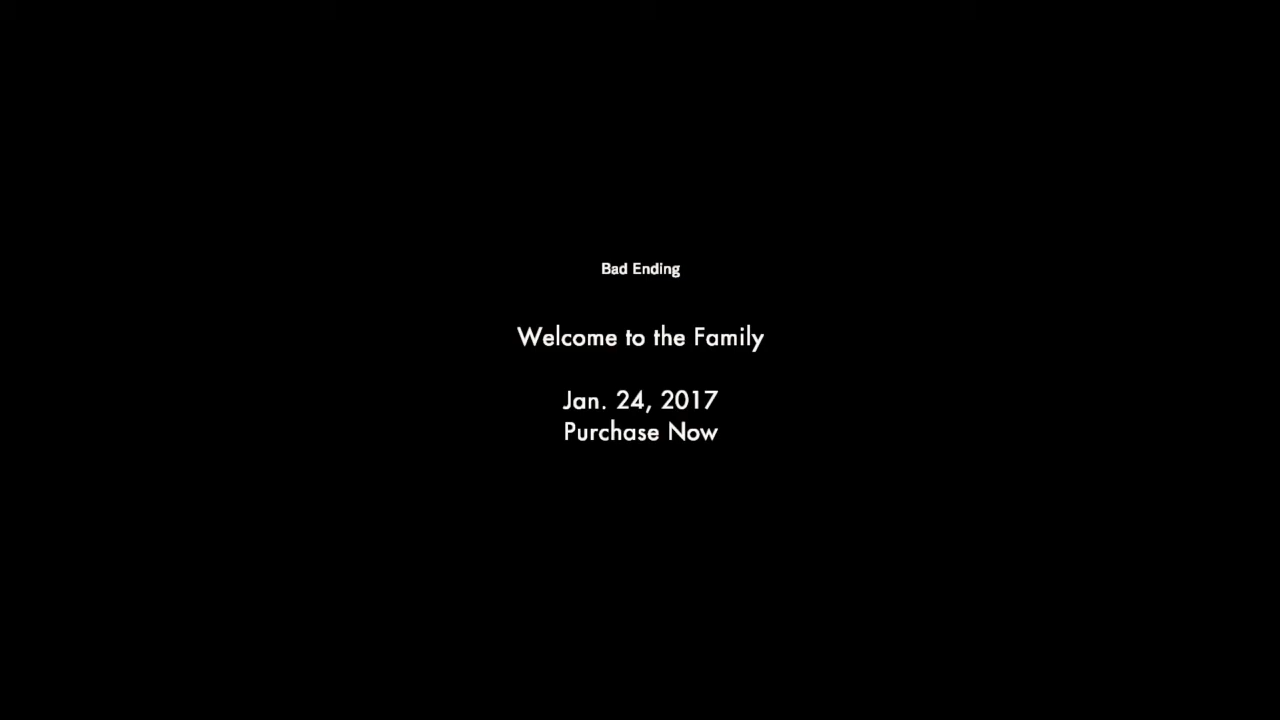 Bad Ending
Welcome to the Family
Jan. 24, 2017
Purchase Now